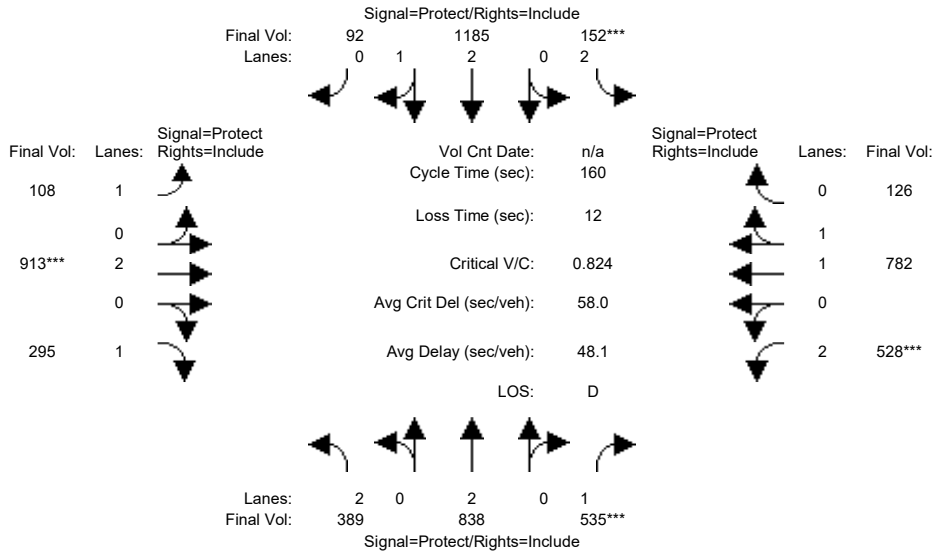 Signal=Protect/Rights=Include
Final Vol: 92 1185 152***
Lanes: 0 1 2 0 2
Signal=Protect
Final Vol: Lanes: Rights=Include
Vol Cnt Date: n/a
Signal=Protect
Rights=Include Lanes: Final Vol:
Cycle Time (sec): 160
108 1
0 126
Loss Time (sec): 12
0
1
913*** 2
Critical V/C: 0.824
1 782
0
Avg Crit Del (sec/veh): 58.0
0
295 1
Avg Delay (sec/veh): 48.1
2 528***
LOS: D
Lanes: 2 0 2 0 1
Final Vol: 389 838 535***
Signal=Protect/Rights=Include